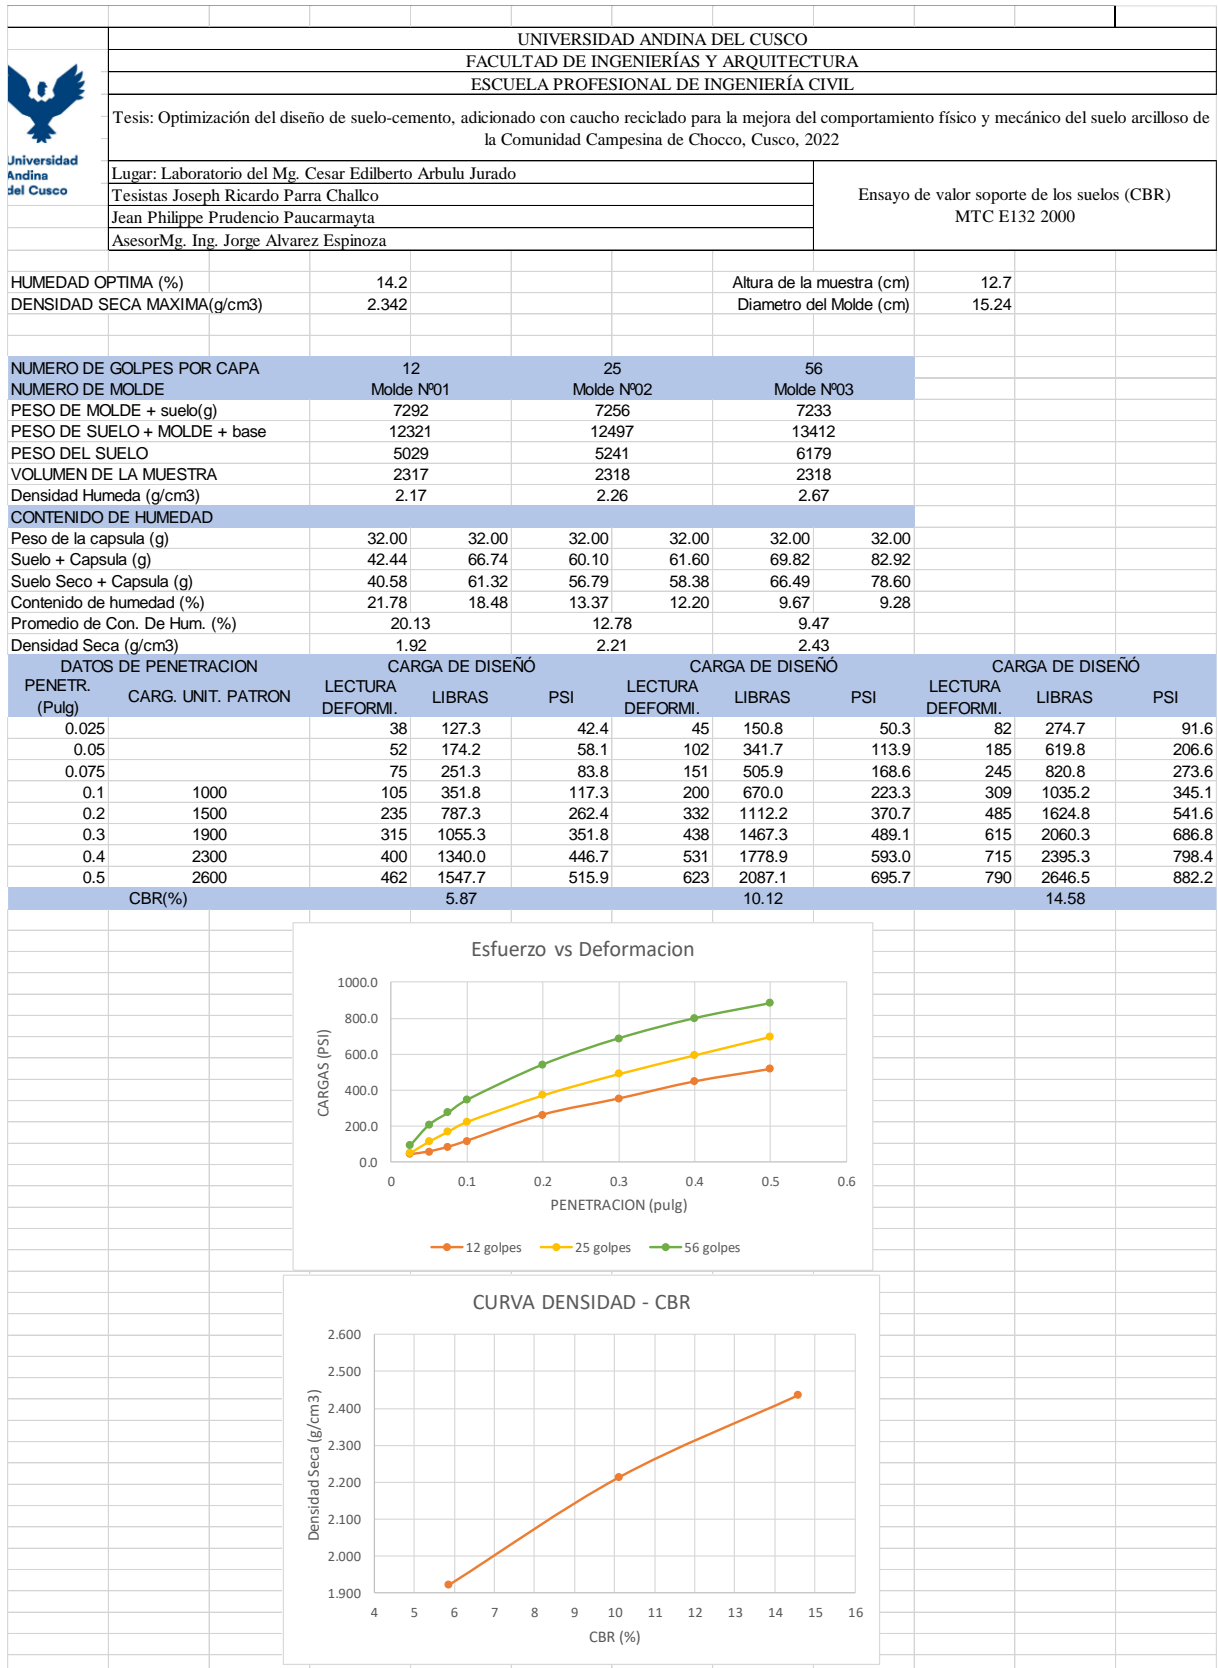 UNIVERSIDAD ANDINA DEL CUSCO
FACULTAD DE INGENIERÍAS Y ARQUITECTURA
ESCUELA PROFESIONAL DE INGENIERÍA CIVIL
Tesis: Optimización del diseño de suelo-cemento, adicionado con caucho reciclado para la mejora del comportamiento físico y mecánico del suelo arcilloso de
la Comunidad Campesina de Chocco, Cusco, 2022
Universidad
Andina
del Cusco
Lugar: Laboratorio del Mg. Cesar Edilberto Arbulu Jurado
Tesistas Joseph Ricardo Parra Challco
Jean Philippe Prudencio Paucarmayta
AsesorMg. Ing. Jorge Alvarez Espinoza
Ensayo de valor soporte de los suelos (CBR)
MTC E132 2000
HUMEDAD OPTIMA (%) 14.2 Altura de la muestra (cm) 12.7
DENSIDAD SECA MAXIMA(g/cm3) 2.342 Diametro del Molde (cm) 15.24
NUMERO DE GOLPES POR CAPA 12 25 56
NUMERO DE MOLDE Molde Nº01 Molde Nº02 Molde Nº03
PESO DE MOLDE + suelo(g) 7292 7256 7233
PESO DE SUELO + MOLDE + base 12321 12497 13412
PESO DEL SUELO 5029 5241 6179
VOLUMEN DE LA MUESTRA 2317 2318 2318
Densidad Humeda (g/cm3) 2.17 2.26 2.67
CONTENIDO DE HUMEDAD
Peso de la capsula (g) 32.00 32.00 32.00 32.00 32.00 32.00
Suelo + Capsula (g) 42.44 66.74 60.10 61.60 69.82 82.92
Suelo Seco + Capsula (g) 40.58 61.32 56.79 58.38 66.49 78.60
Contenido de humedad (%) 21.78 18.48 13.37 12.20 9.67 9.28
Promedio de Con. De Hum. (%) 20.13 12.78 9.47
Densidad Seca (g/cm3) 1.92 2.21 2.43
DATOS DE PENETRACION CARGA DE DISEÑÓ CARGA DE DISEÑÓ CARGA DE DISEÑÓ
PENETR. (Pulg) CARG. UNIT. PATRON LECTURA DEFORMI. LIBRAS PSI LECTURA DEFORMI. LIBRAS PSI LECTURA DEFORMI. LIBRAS PSI
0.025 38 127.3 42.4 45 150.8 50.3 82 274.7 91.6
0.05 52 174.2 58.1 102 341.7 113.9 185 619.8 206.6
0.075 75 251.3 83.8 151 505.9 168.6 245 820.8 273.6
0.1 1000 105 351.8 117.3 200 670.0 223.3 309 1035.2 345.1
0.2 1500 235 787.3 262.4 332 1112.2 370.7 485 1624.8 541.6
0.3 1900 315 1055.3 351.8 438 1467.3 489.1 615 2060.3 686.8
0.4 2300 400 1340.0 446.7 531 1778.9 593.0 715 2395.3 798.4
0.5 2600 462 1547.7 515.9 623 2087.1 695.7 790 2646.5 882.2
CBR(%) 5.87 10.12 14.58
Esfuerzo vs Deformacion
CARGAS (PSI)
1000.0
800.0
600.0
400.0
200.0
0.0
0 0.1 0.2 0.3 0.4 0.5 0.6
PENETRACION (pulg)
12 golpes 25 golpes 56 golpes
CURVA DENSIDAD - CBR
Densidad Seca (g/cm3)
2.600
2.500
2.400
2.300
2.200
2.100
2.000
1.900
4 5 6 7 8 9 10 11 12 13 14 15 16
CBR (%)